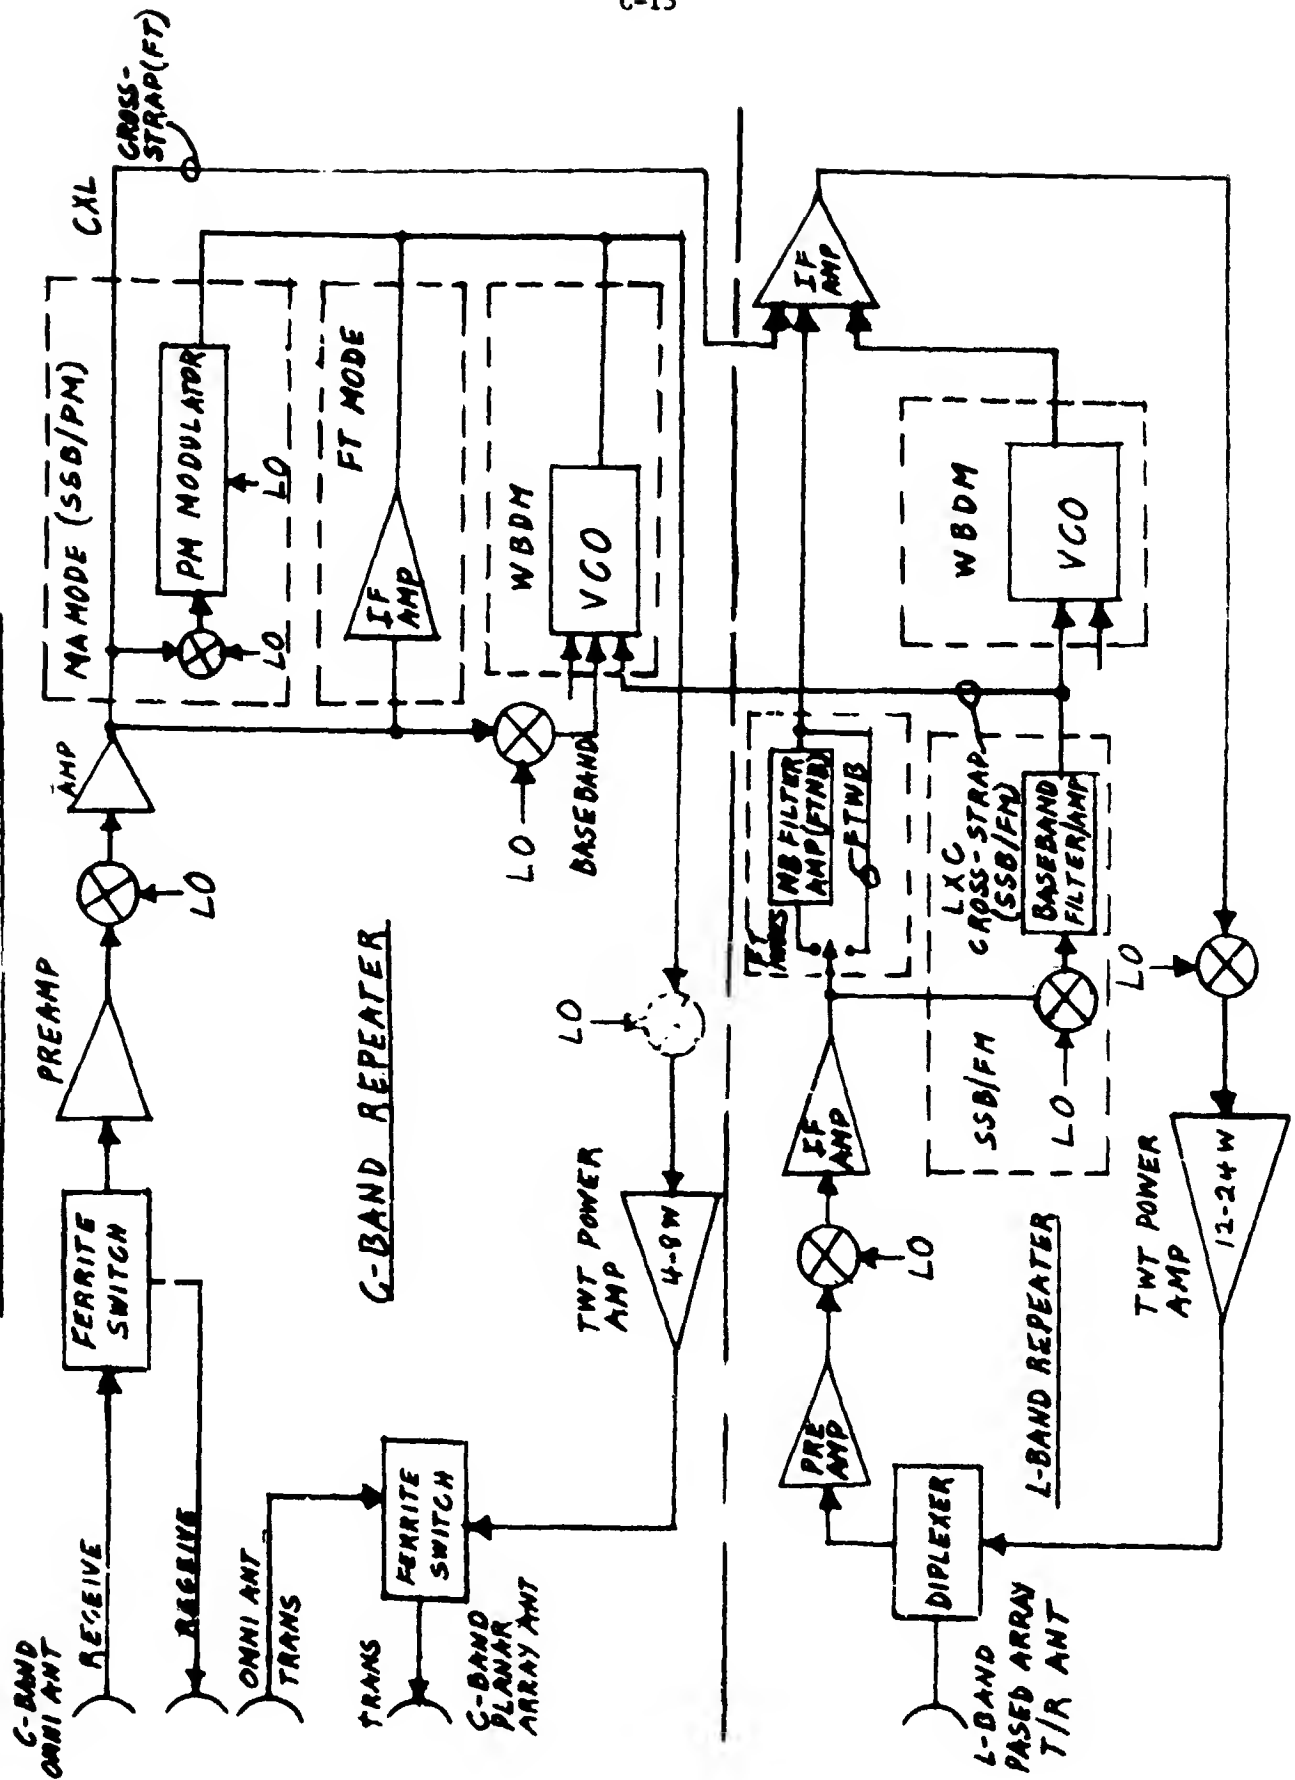 C-15
C-BAND
OMNI ANT
RECEIVE
RECEIVE
OMNI ANT
TRANS
TRANS
C-BAND
PLANAR
ARRAY ANT
FERRITE
SWITCH
FERRITE
SWITCH
PREAMP
LO
AMP
C-BAND REPEATER
TWT POWER
AMP
4-8W
LO
MA MODE (SSB/PM)
PM MODULATOR
LO
LO
CXL
CROSS-
STRAP(FT)
FT MODE
IF
AMP
LO
BASEBAND
WBDM
VCO
L-BAND
PASED ARRAY
T/R ANT
DIPLEXER
PRE
AMP
LO
IF
AMP
L-BAND REPEATER
FT
MODES
NB FILTER
AMP(FTNB)
FTWB
LXC
CROSS-STRAP
(SSB/FM)
BASEBAND
FILTER/AMP
SSB/FM
LO
WBDM
VCO
IF
AMP
LO
TWT POWER
AMP
12-24W